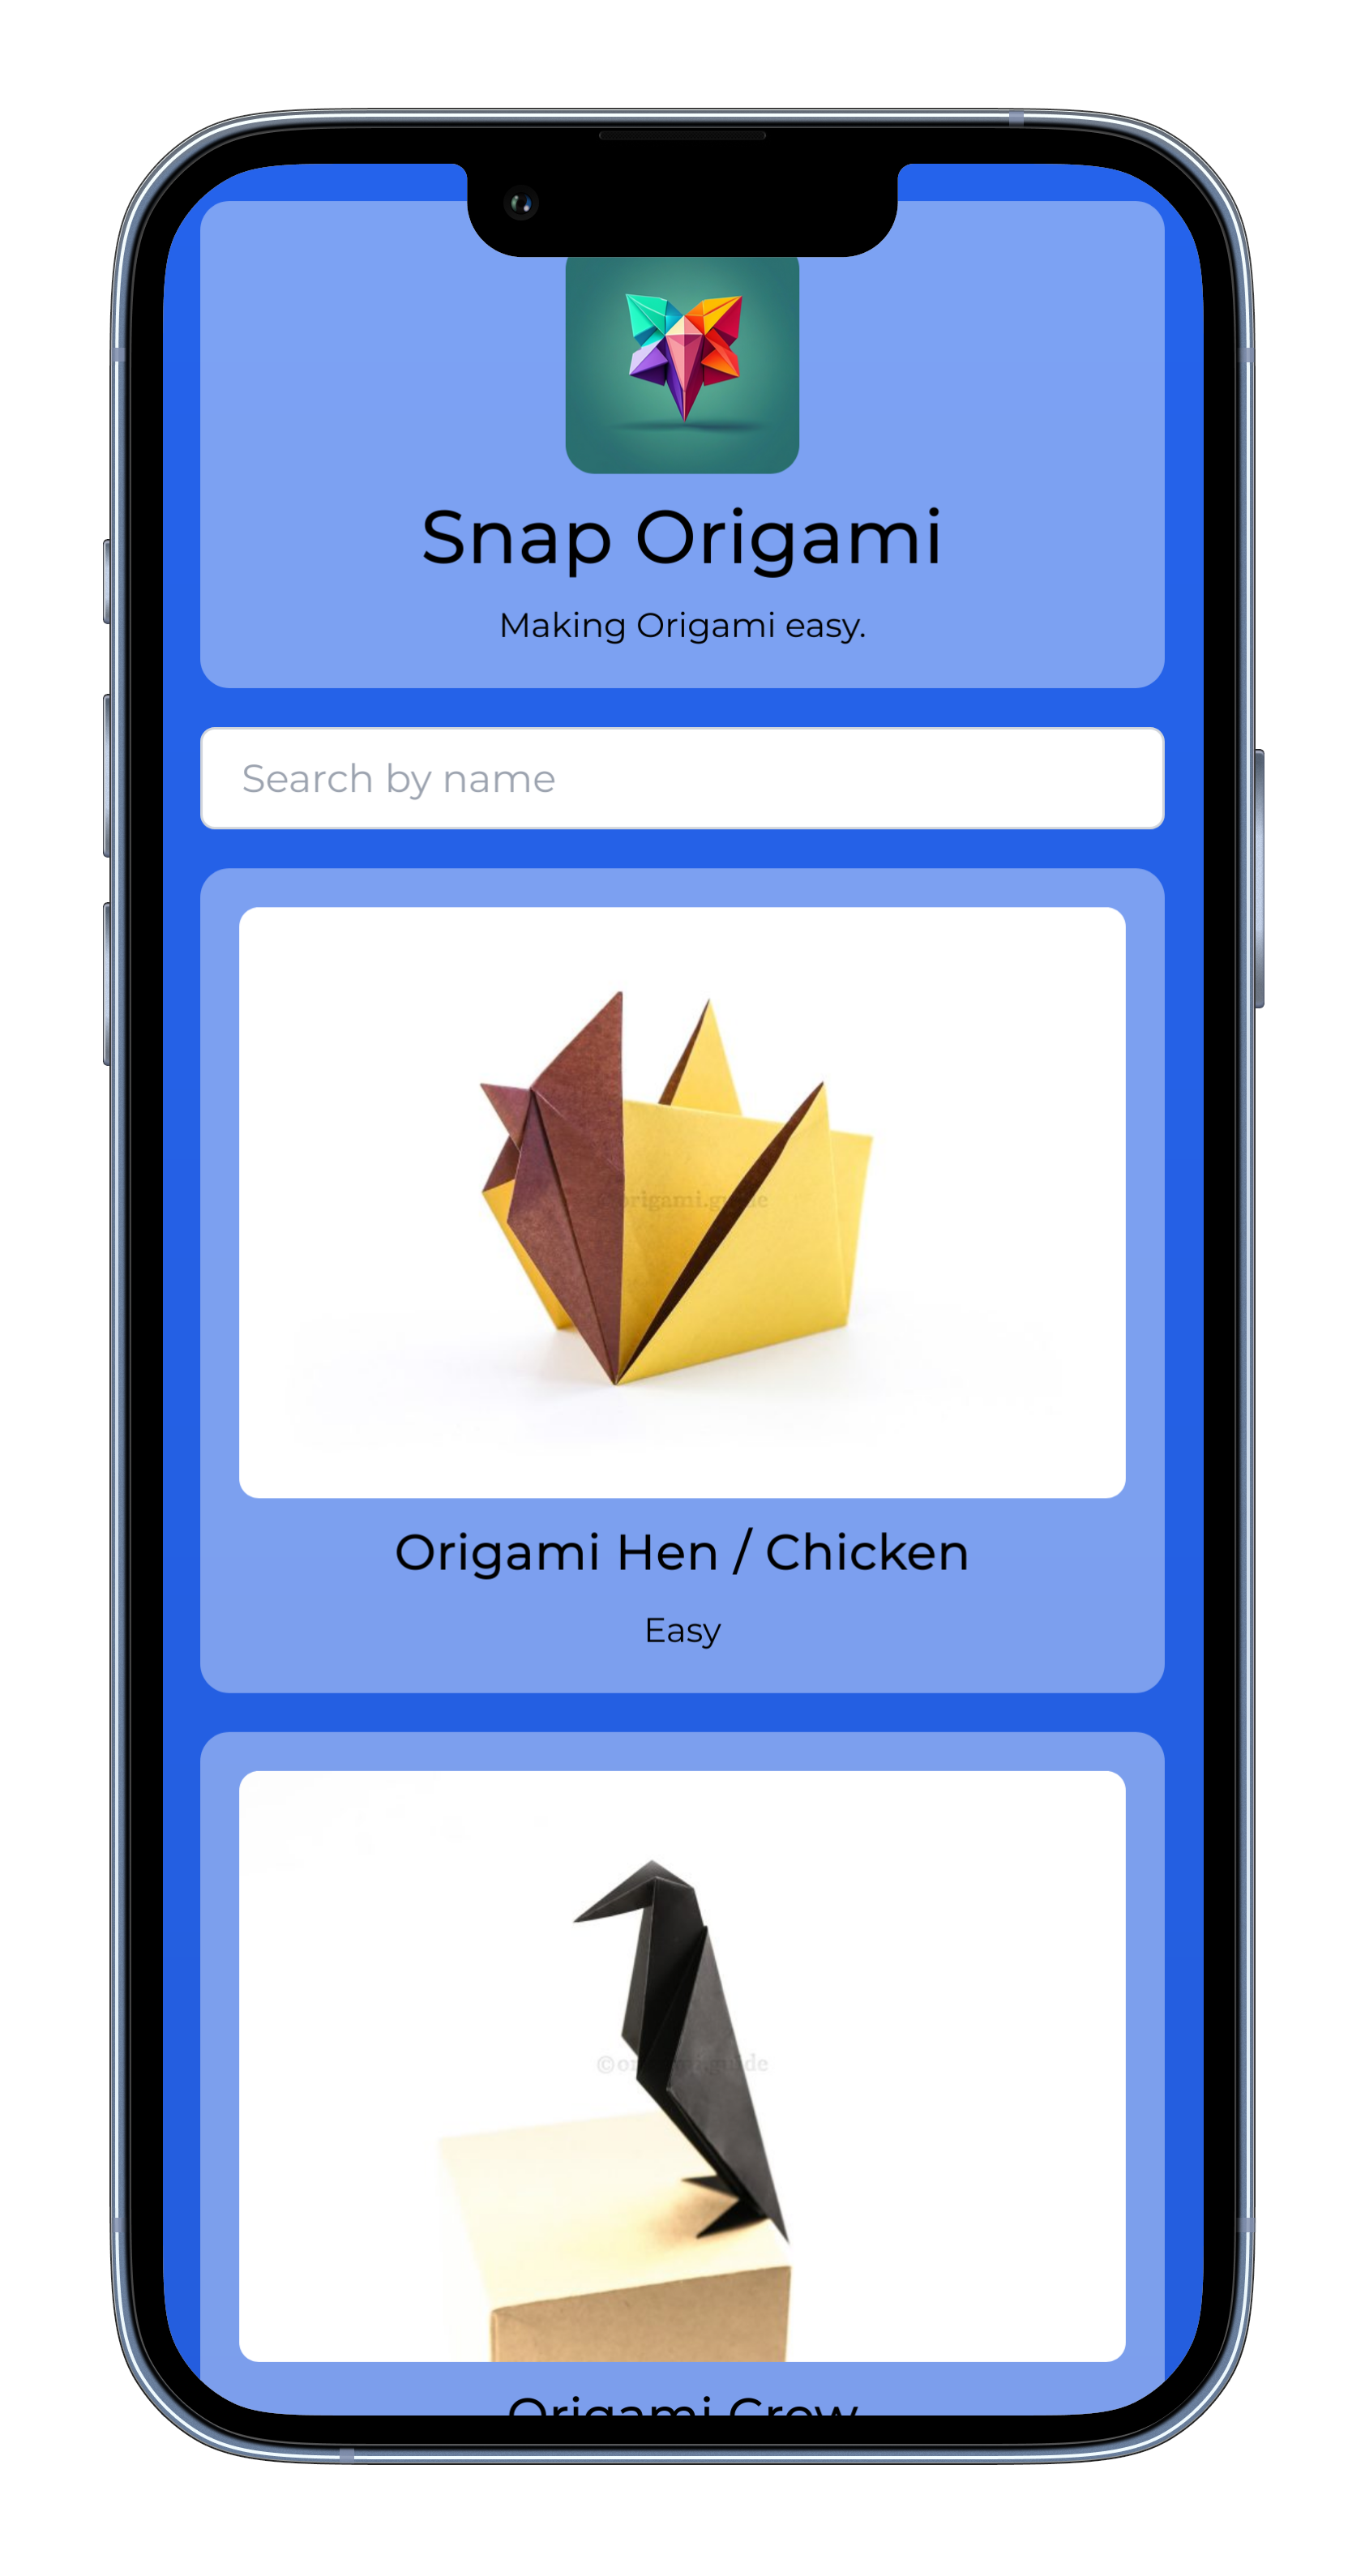 Snap Origami
Making Origami easy.
Search by name
origami.guide
Origami Hen / Chicken
Easy
©origami.guide
Origami Crow